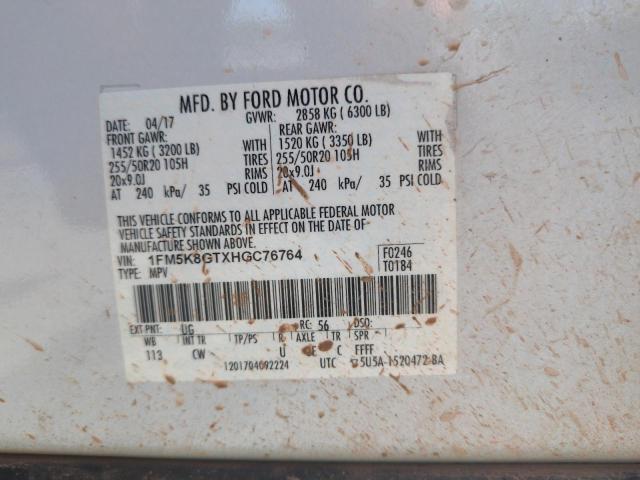 MFD. BY FORD MOTOR CO.
DATE: 04/17 GVWR: 2858 KG ( 6300 LB)
FRONT GAWR: REAR GAWR:
1452 KG ( 3200 LB) WITH 1520 KG ( 3350 LB) WITH
255/50R20 105H TIRES 255/50R20 105H TIRES
20x9.0J RIMS 20x9.0J RIMS
AT 240 kPa/ 35 PSI COLD AT 240 kPa/ 35 PSI COLD
THIS VEHICLE CONFORMS TO ALL APPLICABLE FEDERAL MOTOR
VEHICLE SAFETY STANDARDS IN EFFECT ON THE DATE OF
MANUFACTURE SHOWN ABOVE.
VIN: 1FM5K8GTXHGC76764 F0246
TYPE: MPV T0184
EXT PNT: UG RC: 56 DSO:
WB INT TR TP/PS R AXLE TR SPR
113 CW U C FFFF
1201704092224 UTC 5U5A-1520472-BA